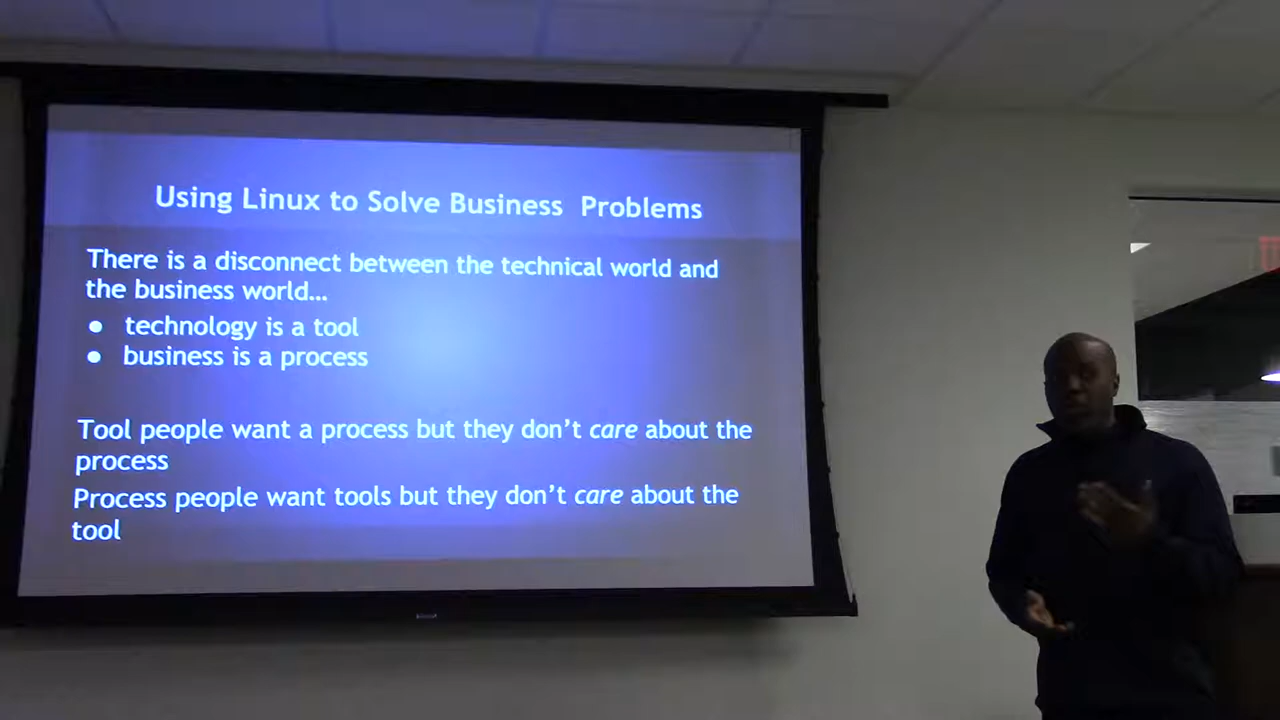 Using Linux to Solve Business Problems
There is a disconnect between the technical world and
the business world...
● technology is a tool
● business is a process
Tool people want a process but they don't care about the
process
Process people want tools but they don't care about the
tool